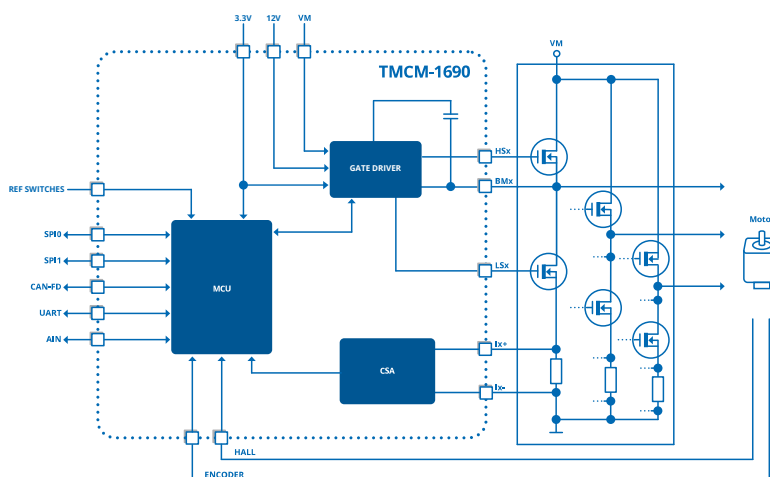 3.3V 12V VM
VM
TMCM-1690
HSx
GATE DRIVER
BMx
REF SWITCHES
Moto
SPI0
SPI1
LSx
MCU
CAN-FD
UART
AIN
Ix+
CSA
Ix-
HALL
ENCODER